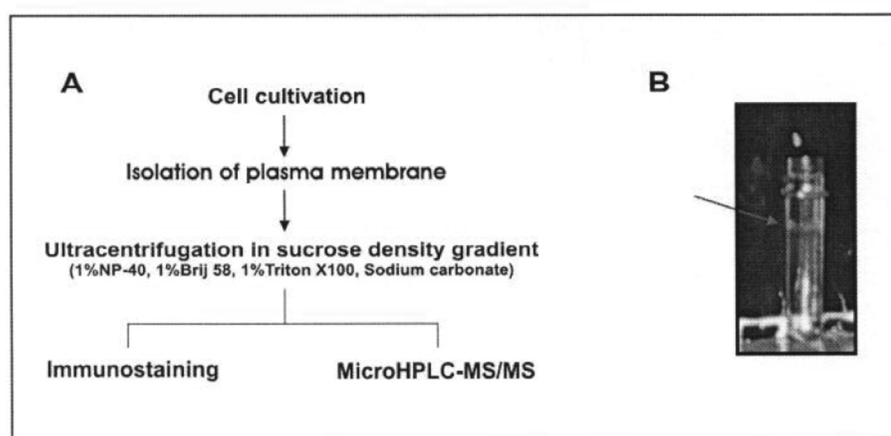 A
Cell cultivation
Isolation of plasma membrane
Ultracentrifugation in sucrose density gradient
(1%NP-40, 1%Brij 58, 1%Triton X100, Sodium carbonate)
Immunostaining
MicroHPLC-MS/MS
B